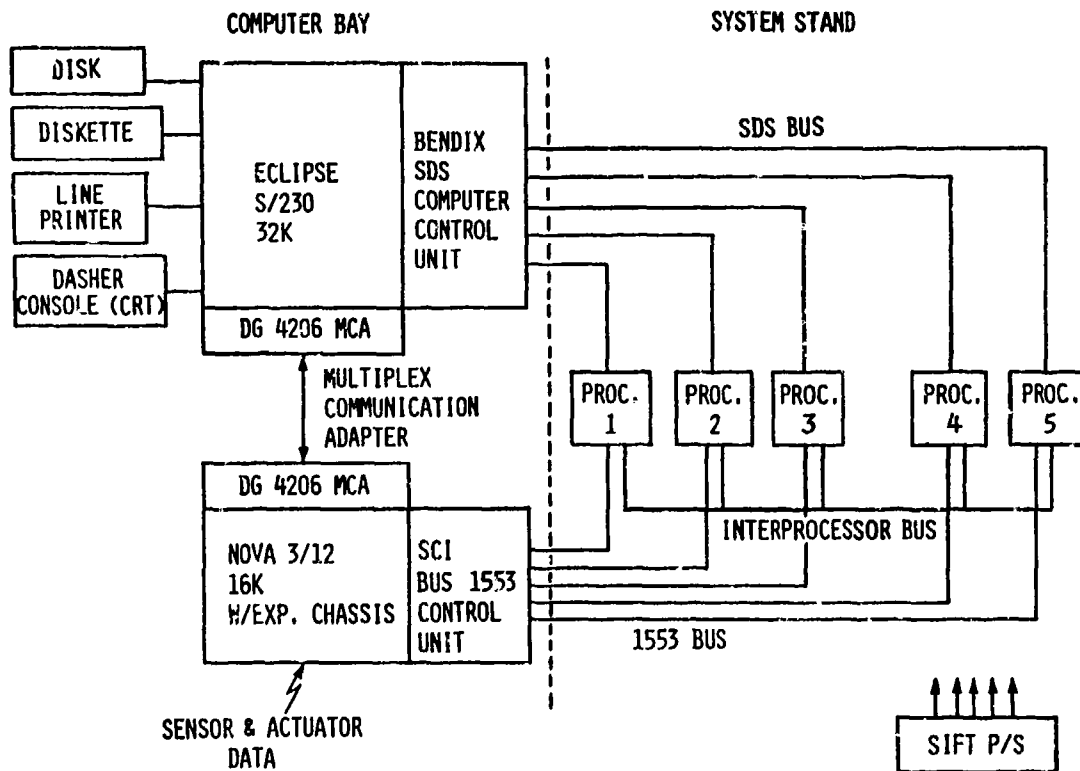 COMPUTER BAY
SYSTEM STAND
DISK
DISKETTE
LINE
PRINTER
DASHER
CONSOLE (CRT)
ECLIPSE
S/230
32K
BENDIX
SDS
COMPUTER
CONTROL
UNIT
DG 4206 MCA
SDS BUS
MULTIPLEX
COMMUNICATION
ADAPTER
PROC.
1
PROC.
2
PROC.
3
PROC.
4
PROC.
5
DG 4206 MCA
INTERPROCESSOR BUS
NOVA 3/12
16K
W/EXP. CHASSIS
SCI
BUS 1553
CONTROL
UNIT
1553 BUS
SENSOR & ACTUATOR
DATA
SIFT P/S